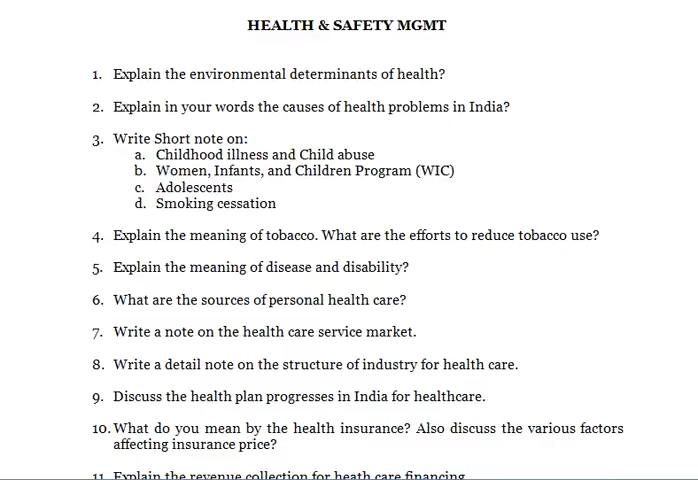 HEALTH & SAFETY MGMT
1. Explain the environmental determinants of health?
2. Explain in your words the causes of health problems in India?
3. Write Short note on:
a. Childhood illness and Child abuse
b. Women, Infants, and Children Program (WIC)
c. Adolescents
d. Smoking cessation
4. Explain the meaning of tobacco. What are the efforts to reduce tobacco use?
5. Explain the meaning of disease and disability?
6. What are the sources of personal health care?
7. Write a note on the health care service market.
8. Write a detail note on the structure of industry for health care.
9. Discuss the health plan progresses in India for healthcare.
10. What do you mean by the health insurance? Also discuss the various factors
affecting insurance price?
11. Explain the revenue collection for heath care financing